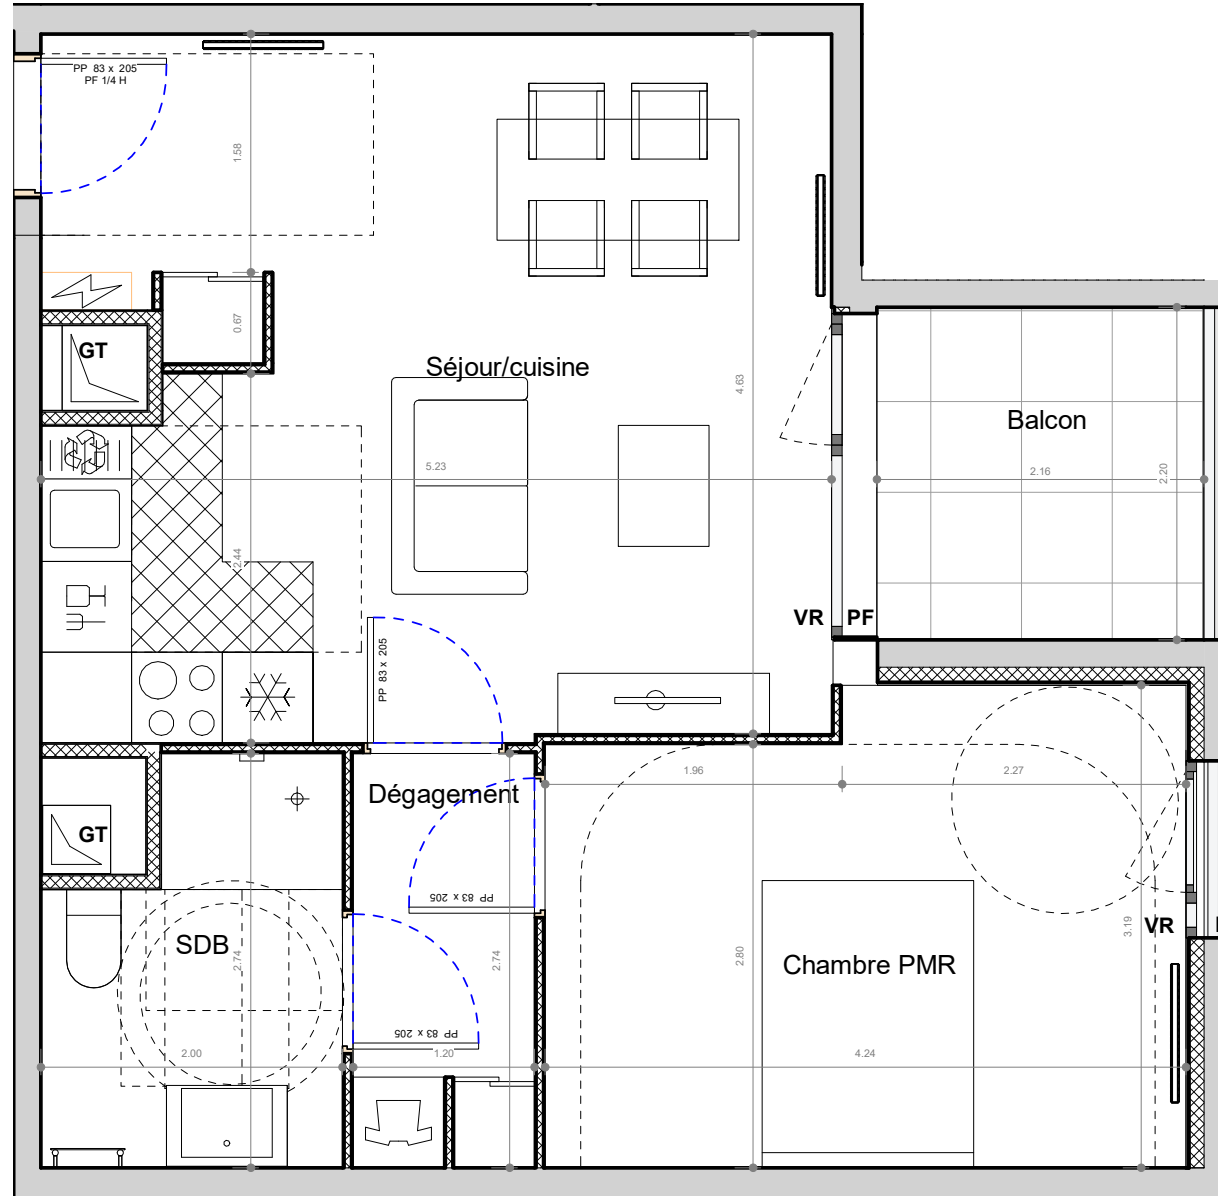 PP 83 x 205
PF 1/4 H
1.58
0.67
GT
Séjour/cuisine
4.63
Balcon
5.23
2.16
2.20
2.44
VR
PF
PP 83 x 205
1.96
2.27
Dégagement
GT
PP 83 x 205
SDB
2.74
2.74
2.80
3.19
VR
Chambre PMR
PP 83 x 205
2.00
1.20
4.24